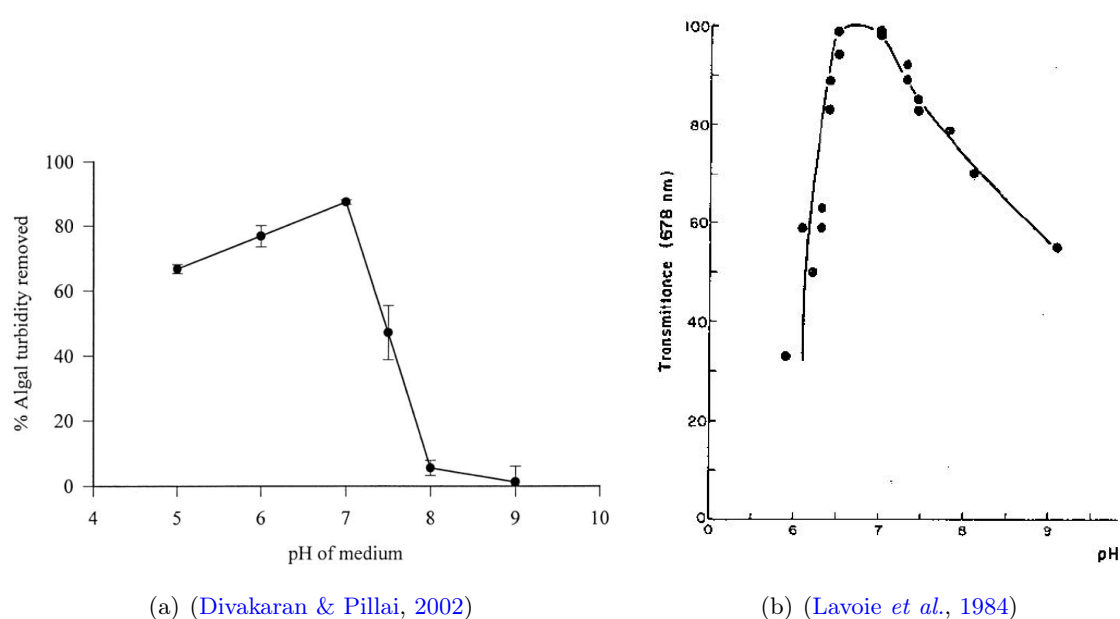 100
80
60
40
20
0
4 5 6 7 8 9 10
% Algal turbidity removed
pH of medium
(a) (Divakaran & Pillai, 2002)
100
80
60
40
20
0
0 6 7 8 9
Transmittance (678 nm)
pH
(b) (Lavoie et al., 1984)